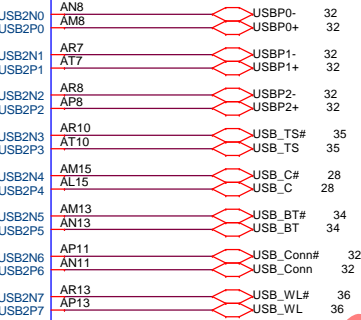 USB2N0 AN8 USBP0- 32
USB2P0 AM8 USBP0+ 32
USB2N1 AR7 USBP1- 32
USB2P1 AT7 USBP1+ 32
USB2N2 AR8 USBP2- 32
USB2P2 AP8 USBP2+ 32
USB2N3 AR10 USB_TS# 35
USB2P3 AT10 USB_TS 35
USB2N4 AM15 USB_C# 28
USB2P4 AL15 USB_C 28
USB2N5 AM13 USB_BT# 34
USB2P5 AN13 USB_BT 34
USB2N6 AP11 USB_Conn# 32
USB2P6 AN11 USB_Conn 32
USB2N7 AR13 USB_WL# 36
USB2P7 AP13 USB_WL 36